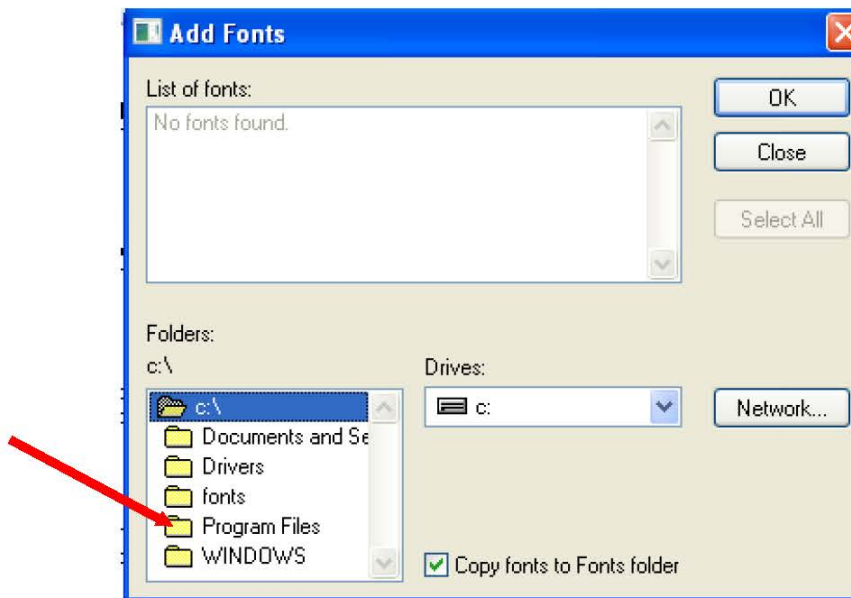 Add Fonts
List of fonts:
No fonts found.
OK
Close
Select All
Folders:
c:\
Drives:
c:\
c:
Network...
Documents and Se
Drivers
fonts
Program Files
WINDOWS
Copy fonts to Fonts folder